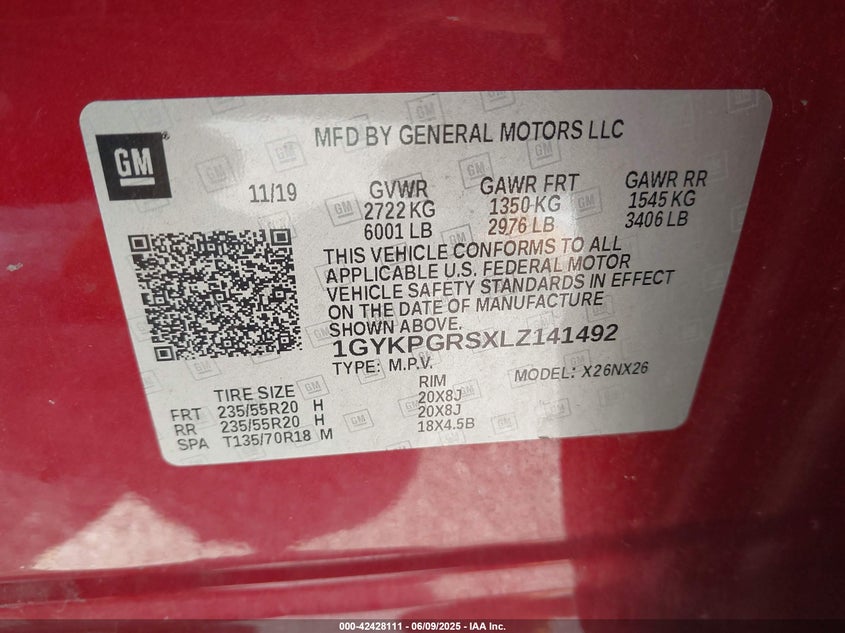 GM
MFD BY GENERAL MOTORS LLC
11/19
GVWR
2722 KG
6001 LB
GAWR FRT
1350 KG
2976 LB
GAWR RR
1545 KG
3406 LB
THIS VEHICLE CONFORMS TO ALL
APPLICABLE U.S. FEDERAL MOTOR
VEHICLE SAFETY STANDARDS IN EFFECT
ON THE DATE OF MANUFACTURE
SHOWN ABOVE.
1GYKPGRSXLZ141492
TYPE: M.P.V.
MODEL: X26NX26
TIRE SIZE
RIM
FRT 235/55R20 H 20X8J
RR 235/55R20 H 20X8J
SPA T135/70R18 M 18X4.5B
000-42428111 | 06/09/2025 - IAA Inc.